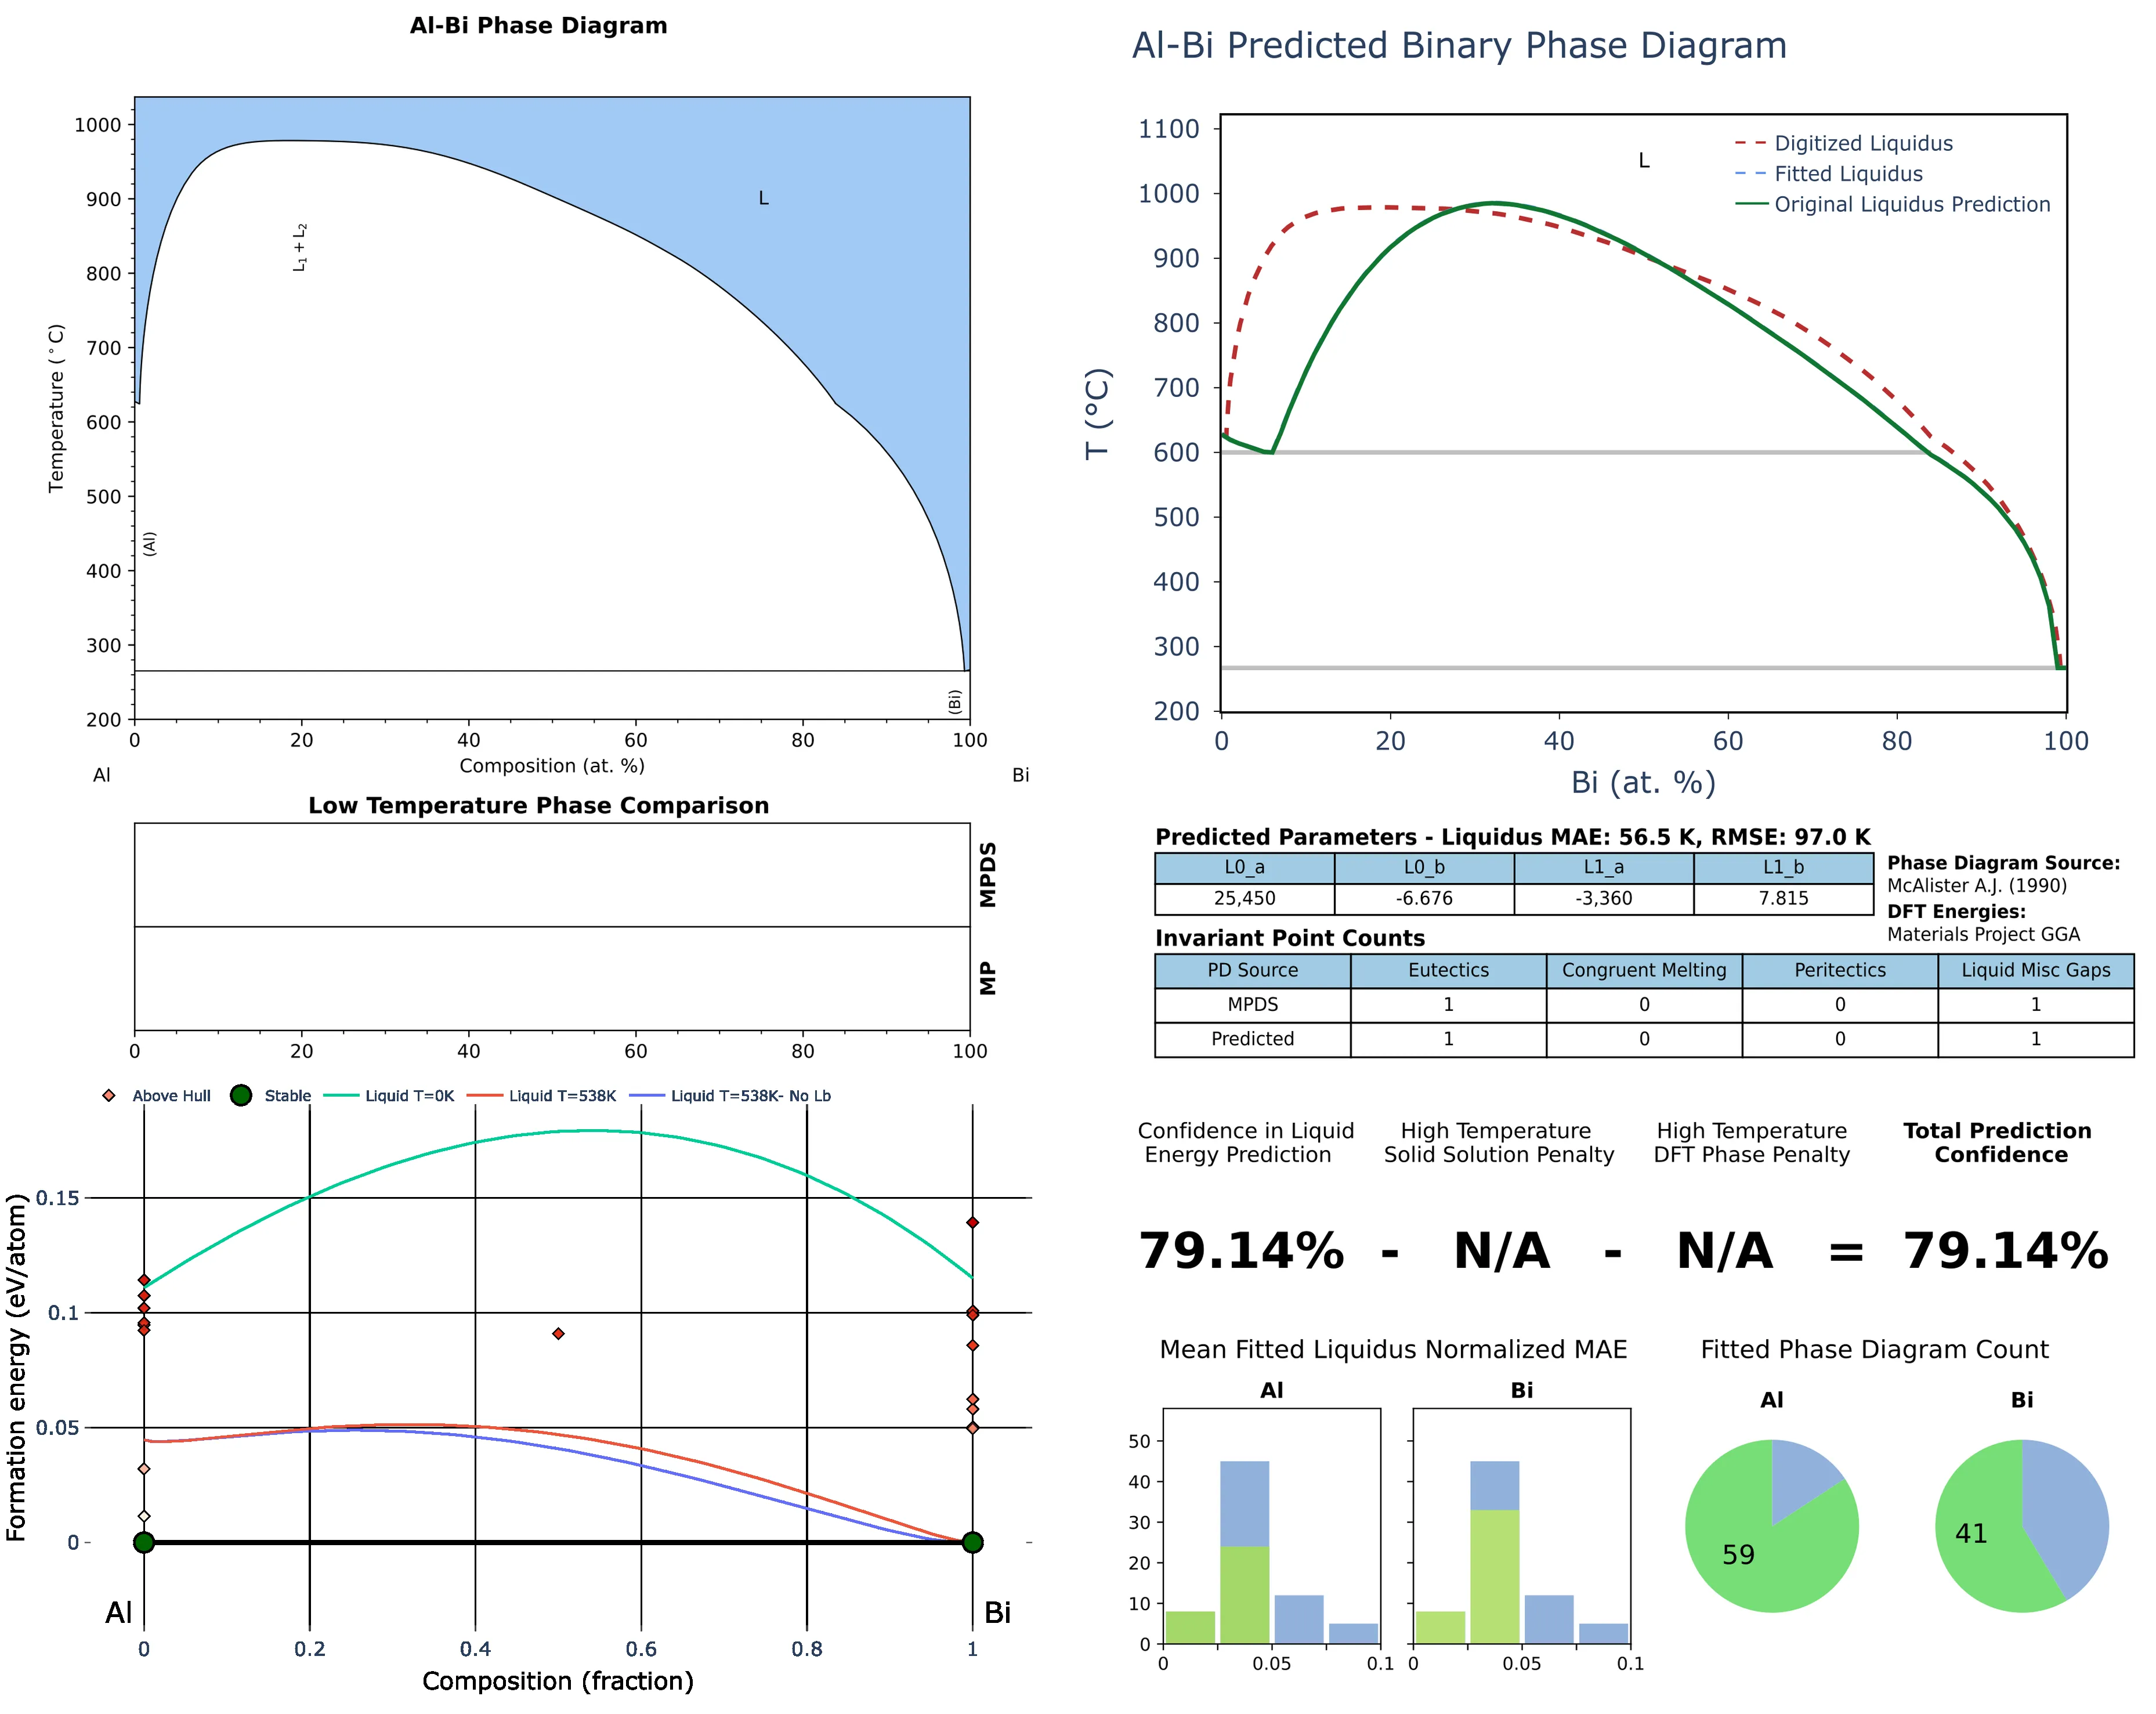 Al-Bi Phase Diagram
1000
900
800
700
600
500
400
300
200
Temperature (°C)
L
L1 + L2
(Al)
(Bi)
0 20 40 60 80 100
Composition (at. %)
Al Bi
Low Temperature Phase Comparison
MPDS
MP
0 20 40 60 80 100
Above Hull Stable Liquid T=0K Liquid T=538K Liquid T=538K- No Lb
0.15
0.1
0.05
0
Formation energy (eV/atom)
Al Bi
0 0.2 0.4 0.6 0.8 1
Composition (fraction)
Al-Bi Predicted Binary Phase Diagram
1100
1000
900
800
700
600
500
400
300
200
T (°C)
L
Digitized Liquidus
Fitted Liquidus
Original Liquidus Prediction
0 20 40 60 80 100
Bi (at. %)
Predicted Parameters - Liquidus MAE: 56.5 K, RMSE: 97.0 K
L0_a L0_b L1_a L1_b
25,450 -6.676 -3,360 7.815
Phase Diagram Source:
McAlister A.J. (1990)
DFT Energies:
Materials Project GGA
Invariant Point Counts
PD Source Eutectics Congruent Melting Peritectics Liquid Misc Gaps
MPDS 1 0 0 1
Predicted 1 0 0 1
Confidence in Liquid
Energy Prediction
High Temperature
Solid Solution Penalty
High Temperature
DFT Phase Penalty
Total Prediction
Confidence
79.14% - N/A - N/A = 79.14%
Mean Fitted Liquidus Normalized MAE
Al Bi
50
40
30
20
10
0
0 0.05 0.1 0 0.05 0.1
Fitted Phase Diagram Count
Al Bi
59 41